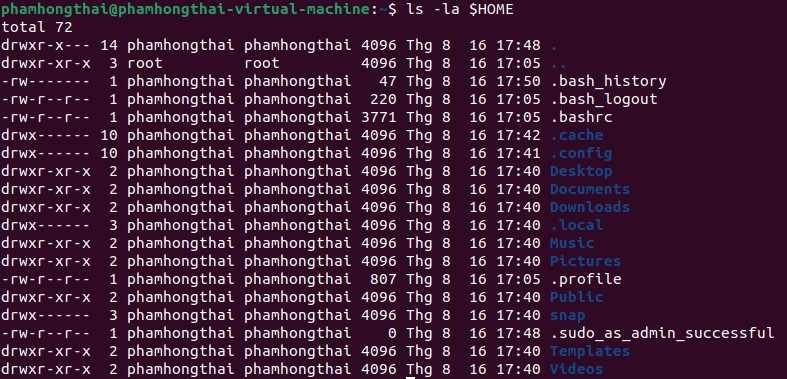 phamhongthai@phamhongthai-virtual-machine:~$ ls -la $HOME
total 72
drwxr-x--- 14 phamhongthai phamhongthai 4096 Thg 8  16 17:48 .
drwxr-xr-x  3 root         root         4096 Thg 8  16 17:05 ..
-rw-------  1 phamhongthai phamhongthai   47 Thg 8  16 17:50 .bash_history
-rw-r--r--  1 phamhongthai phamhongthai  220 Thg 8  16 17:05 .bash_logout
-rw-r--r--  1 phamhongthai phamhongthai 3771 Thg 8  16 17:05 .bashrc
drwx------ 10 phamhongthai phamhongthai 4096 Thg 8  16 17:42 .cache
drwx------ 10 phamhongthai phamhongthai 4096 Thg 8  16 17:41 .config
drwxr-xr-x  2 phamhongthai phamhongthai 4096 Thg 8  16 17:40 Desktop
drwxr-xr-x  2 phamhongthai phamhongthai 4096 Thg 8  16 17:40 Documents
drwxr-xr-x  2 phamhongthai phamhongthai 4096 Thg 8  16 17:40 Downloads
drwx------  3 phamhongthai phamhongthai 4096 Thg 8  16 17:40 .local
drwxr-xr-x  2 phamhongthai phamhongthai 4096 Thg 8  16 17:40 Music
drwxr-xr-x  2 phamhongthai phamhongthai 4096 Thg 8  16 17:40 Pictures
-rw-r--r--  1 phamhongthai phamhongthai  807 Thg 8  16 17:05 .profile
drwxr-xr-x  2 phamhongthai phamhongthai 4096 Thg 8  16 17:40 Public
drwx------  3 phamhongthai phamhongthai 4096 Thg 8  16 17:40 snap
-rw-r--r--  1 phamhongthai phamhongthai    0 Thg 8  16 17:48 .sudo_as_admin_successful
drwxr-xr-x  2 phamhongthai phamhongthai 4096 Thg 8  16 17:40 Templates
drwxr-xr-x  2 phamhongthai phamhongthai 4096 Thg 8  16 17:40 Videos